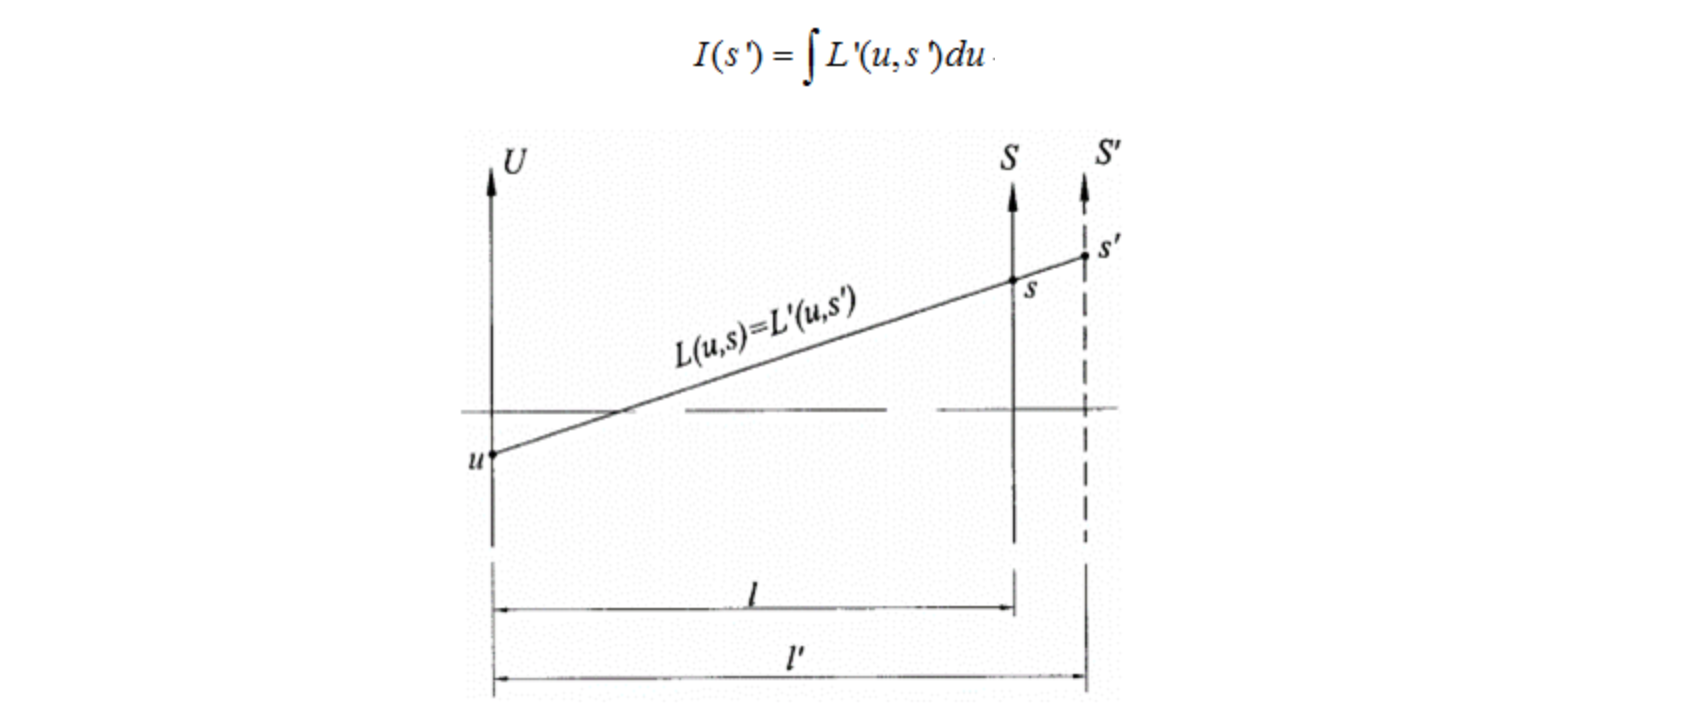 I(s') = ∫ L'(u,s')du
U
S
S'
s'
s
L(u,s)=L'(u,s')
u
l
l'